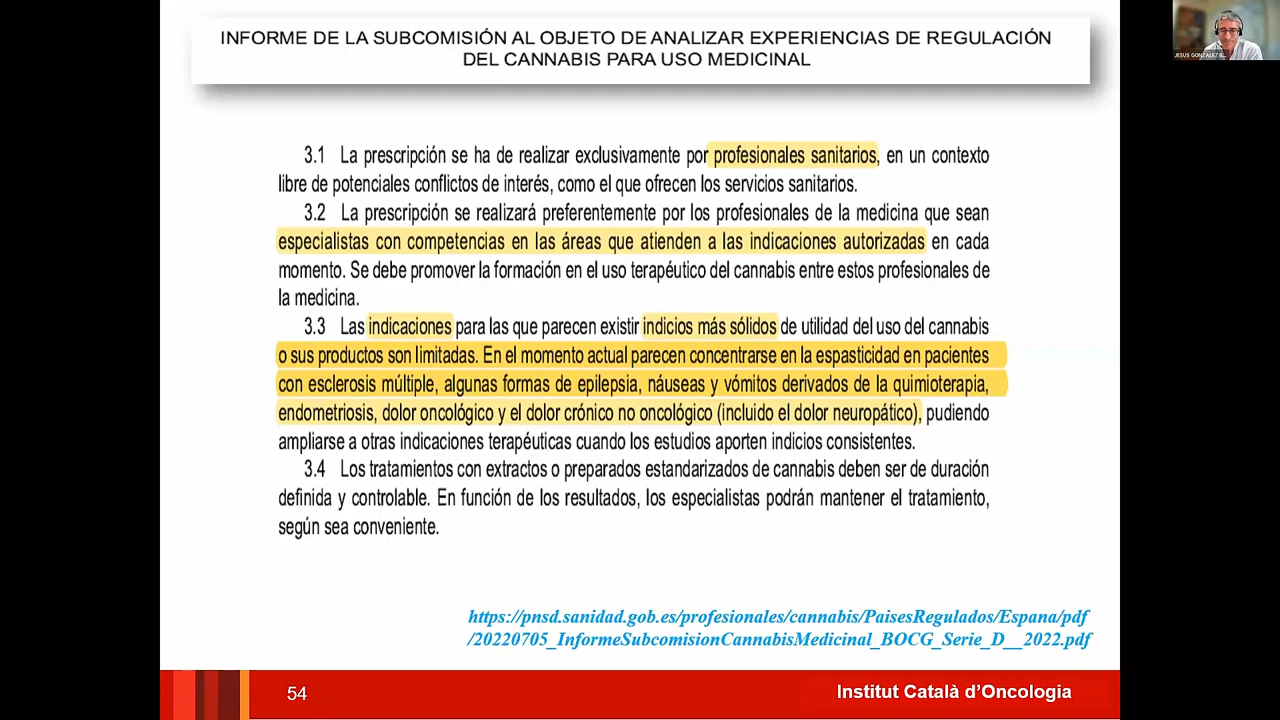 INFORME DE LA SUBCOMISIÓN AL OBJETO DE ANALIZAR EXPERIENCIAS DE REGULACIÓN
DEL CANNABIS PARA USO MEDICINAL
JESUS GONZALEZ B...
3.1 La prescripción se ha de realizar exclusivamente por profesionales sanitarios, en un contexto
libre de potenciales conflictos de interés, como el que ofrecen los servicios sanitarios.
3.2 La prescripción se realizará preferentemente por los profesionales de la medicina que sean
especialistas con competencias en las áreas que atienden a las indicaciones autorizadas en cada
momento. Se debe promover la formación en el uso terapéutico del cannabis entre estos profesionales de
la medicina.
3.3 Las indicaciones para las que parecen existir indicios más sólidos de utilidad del uso del cannabis
o sus productos son limitadas. En el momento actual parecen concentrarse en la espasticidad en pacientes
con esclerosis múltiple, algunas formas de epilepsia, náuseas y vómitos derivados de la quimioterapia,
endometriosis, dolor oncológico y el dolor crónico no oncológico (incluido el dolor neuropático), pudiendo
ampliarse a otras indicaciones terapéuticas cuando los estudios aporten indicios consistentes.
3.4 Los tratamientos con extractos o preparados estandarizados de cannabis deben ser de duración
definida y controlable. En función de los resultados, los especialistas podrán mantener el tratamiento,
según sea conveniente.
https://pnsd.sanidad.gob.es/profesionales/cannabis/PaisesRegulados/Espana/pdf
/20220705_InformeSubcomisionCannabisMedicinal_BOCG_Serie_D__2022.pdf
54
Institut Català d'Oncologia